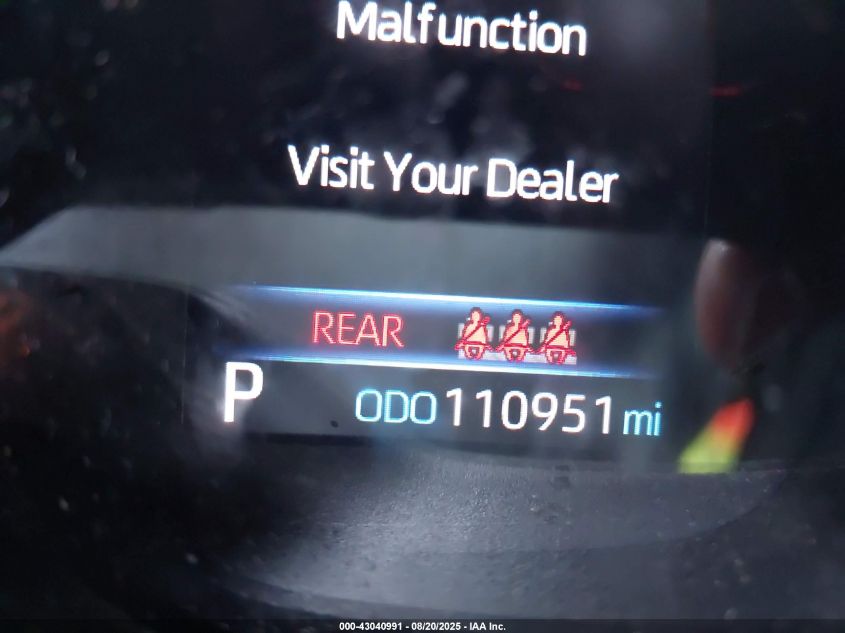 Malfunction
Visit Your Dealer
REAR
P ODO 110951 mi
000-43040991 - 08/20/2025 - IAA Inc.